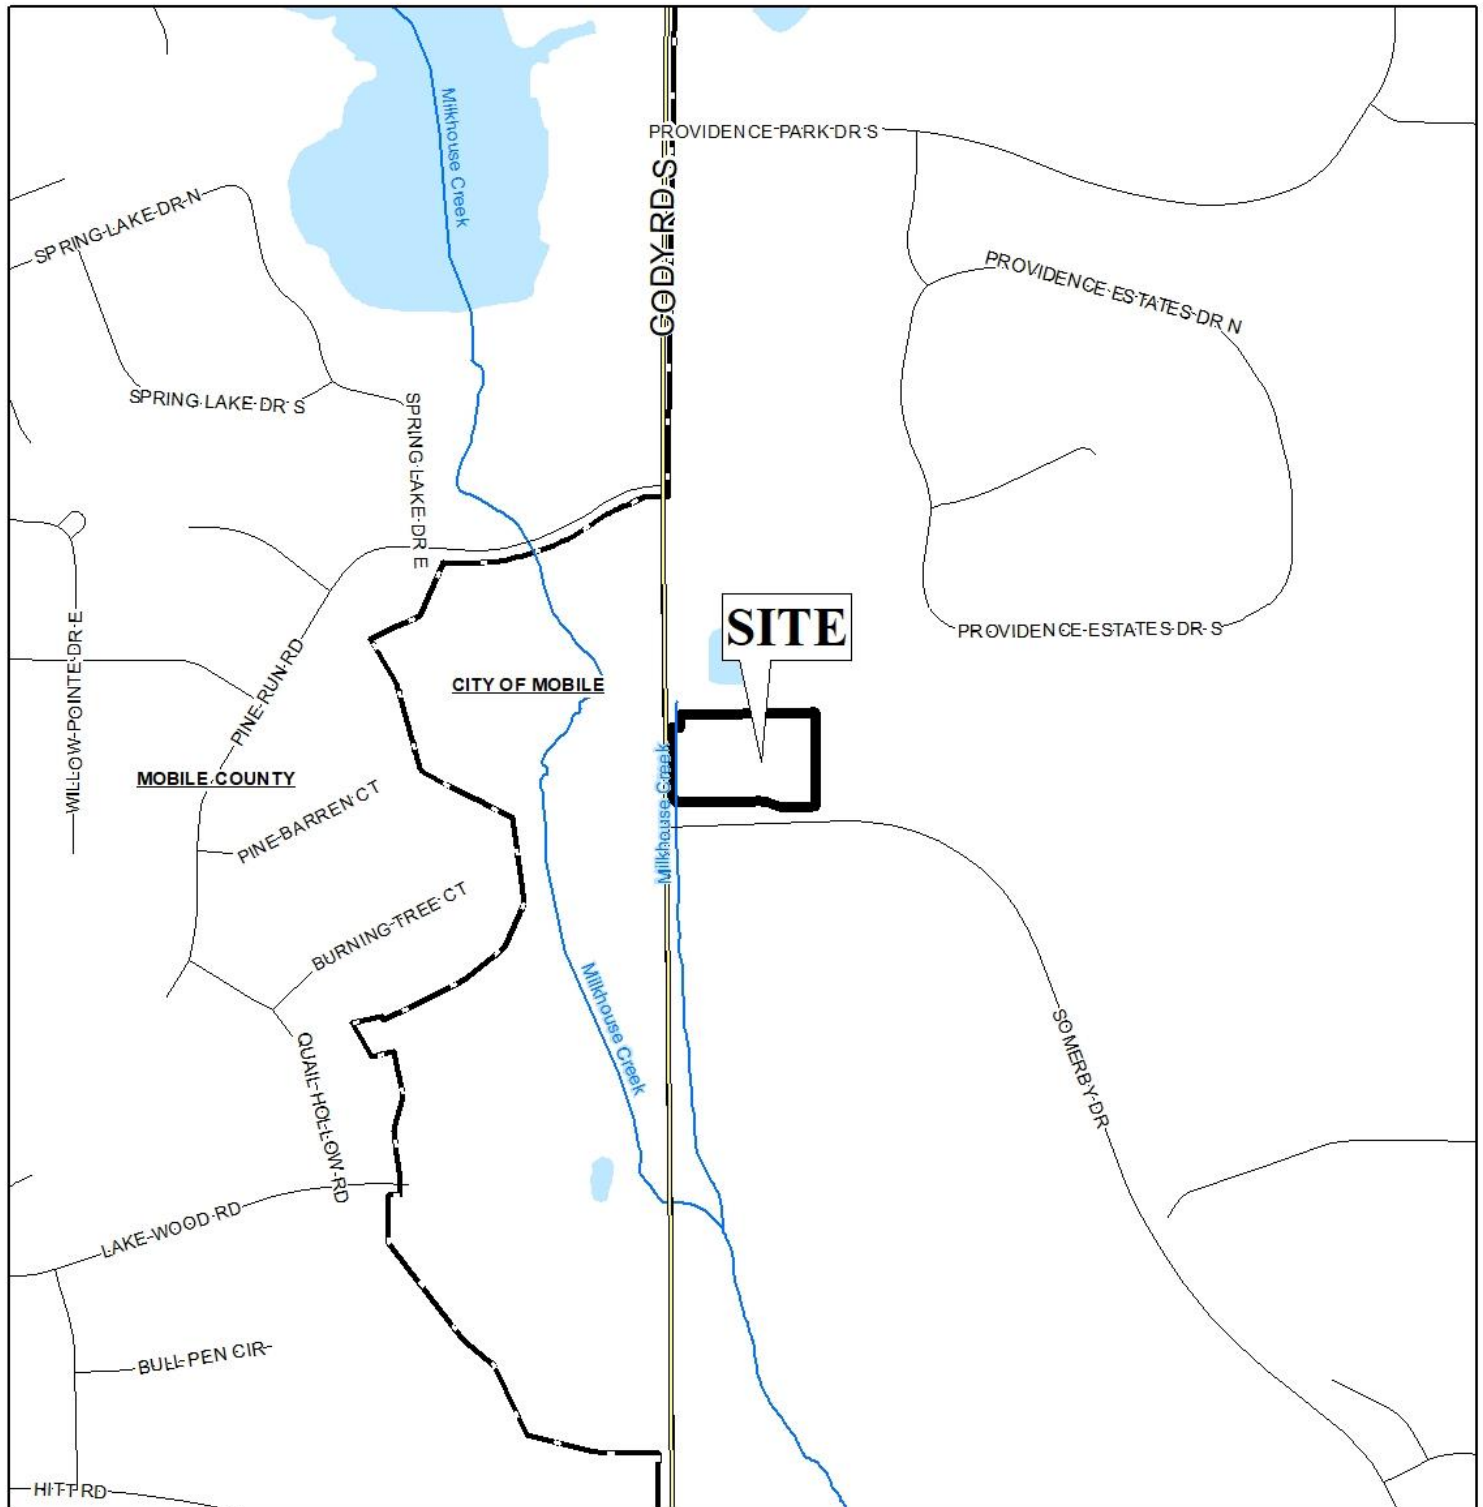 Milkhouse Creek
PROVIDENCE PARK DR S
SPRING LAKE DR N
CODY RD S
PROVIDENCE ESTATES DR N
SPRING LAKE DR S
SPRING LAKE DR E
SITE
WILLOW POINTE DR E
PROVIDENCE ESTATES DR S
PINE RUN RD
CITY OF MOBILE
MOBILE COUNTY
Milkhouse Creek
PINE BARREN CT
BURNING TREE CT
Milkhouse Creek
SOMERBY DR
QUAIL HOLLOW RD
LAKE WOOD RD
BULL PEN CIR
HITT RD